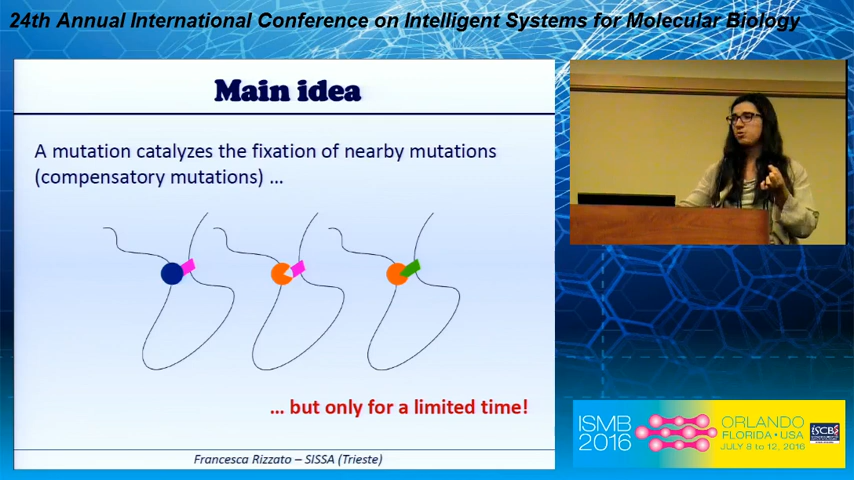 24th Annual International Conference on Intelligent Systems for Molecular Biology
Main idea
A mutation catalyzes the fixation of nearby mutations
(compensatory mutations) ...
... but only for a limited time!
Francesca Rizzato – SISSA (Trieste)
ISMB
2016
ORLANDO
FLORIDA • USA
JULY 8 to 12, 2016
ISCB